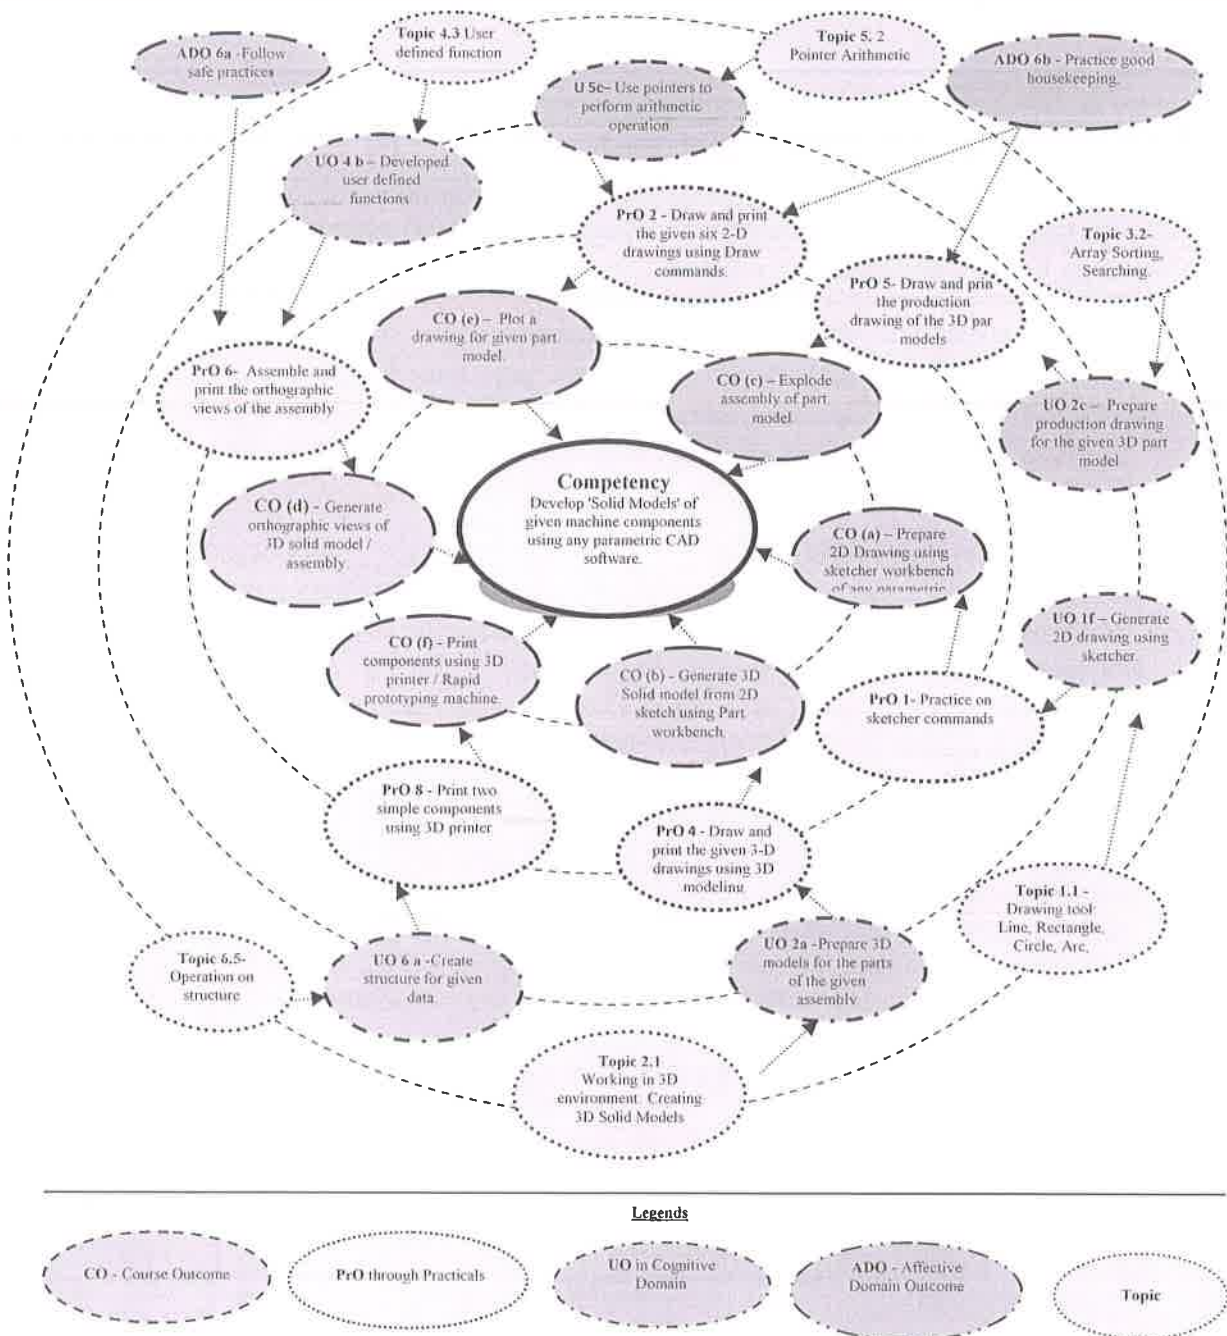 Topic 4.3 User
defined function
Topic 5. 2
Pointer Arithmetic
ADO 6a -Follow
safe practices
ADO 6b - Practice good
housekeeping.
U 5c– Use pointers to
perform arithmetic
operation
UO 4 b – Developed
user defined
functions
PrO 2 - Draw and print
the given six 2-D
drawings using Draw
commands.
Topic 3.2-
Array Sorting,
Searching.
PrO 5- Draw and prin
the production
drawing of the 3D par
models
CO (e) – Plot a
drawing for given part
model.
PrO 6- Assemble and
print the orthographic
views of the assembly
CO (c) – Explode
assembly of part
model.
UO 2c – Prepare
production drawing
for the given 3D part
model
Competency
Develop 'Solid Models' of
given machine components
using any parametric CAD
software.
CO (d) - Generate
orthographic views of
3D solid model /
assembly.
CO (a) – Prepare
2D Drawing using
sketcher workbench
of any parametric
UO 1f – Generate
2D drawing using
sketcher.
CO (f) - Print
components using 3D
printer / Rapid
prototyping machine.
CO (b) - Generate 3D
Solid model from 2D
sketch using Part
workbench.
PrO 1- Practice on
sketcher commands
PrO 8 - Print two
simple components
using 3D printer
PrO 4 - Draw and
print the given 3-D
drawings using 3D
modeling
Topic 1.1 -
Drawing tool:
Line, Rectangle,
Circle, Arc,
Topic 6.5-
Operation on
structure
UO 6 a -Create
structure for given
data.
UO 2a -Prepare 3D
models for the parts
of the given
assembly
Topic 2.1
Working in 3D
environment. Creating
3D Solid Models
Legends
CO - Course Outcome
PrO through Practicals
UO in Cognitive
Domain
ADO - Affective
Domain Outcome
Topic